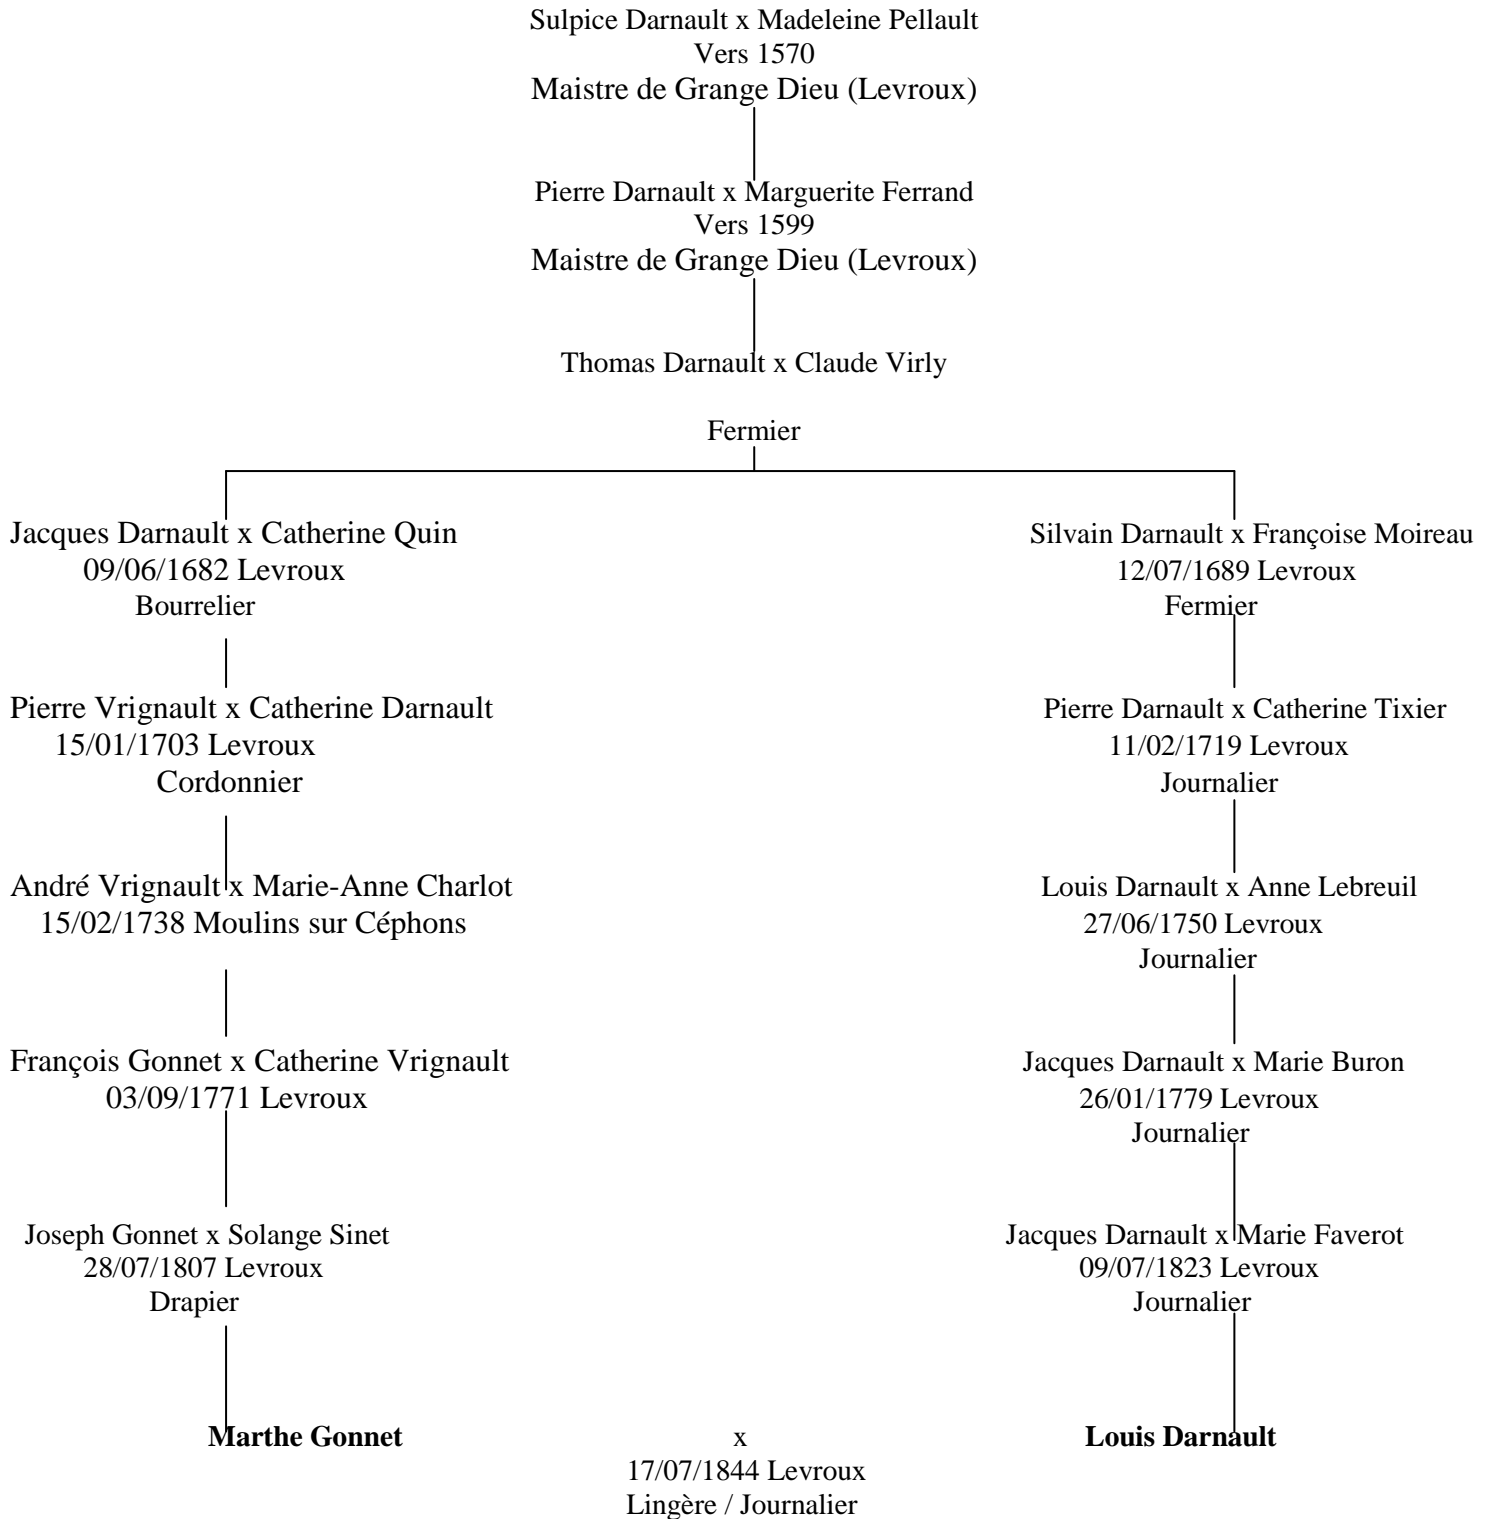 Sulpice Darnault x Madeleine Pellault
Vers 1570
Maistre de Grange Dieu (Levroux)
Pierre Darnault x Marguerite Ferrand
Vers 1599
Maistre de Grange Dieu (Levroux)
Thomas Darnault x Claude Virly
Fermier
Jacques Darnault x Catherine Quin
09/06/1682 Levroux
Bourrelier
Silvain Darnault x Françoise Moireau
12/07/1689 Levroux
Fermier
Pierre Vrignault x Catherine Darnault
15/01/1703 Levroux
Cordonnier
Pierre Darnault x Catherine Tixier
11/02/1719 Levroux
Journalier
André Vrignault x Marie-Anne Charlot
15/02/1738 Moulins sur Céphons
Louis Darnault x Anne Lebreuil
27/06/1750 Levroux
Journalier
François Gonnet x Catherine Vrignault
03/09/1771 Levroux
Jacques Darnault x Marie Buron
26/01/1779 Levroux
Journalier
Joseph Gonnet x Solange Sinet
28/07/1807 Levroux
Drapier
Jacques Darnault x Marie Faverot
09/07/1823 Levroux
Journalier
Marthe Gonnet x Louis Darnault
17/07/1844 Levroux
Lingère / Journalier